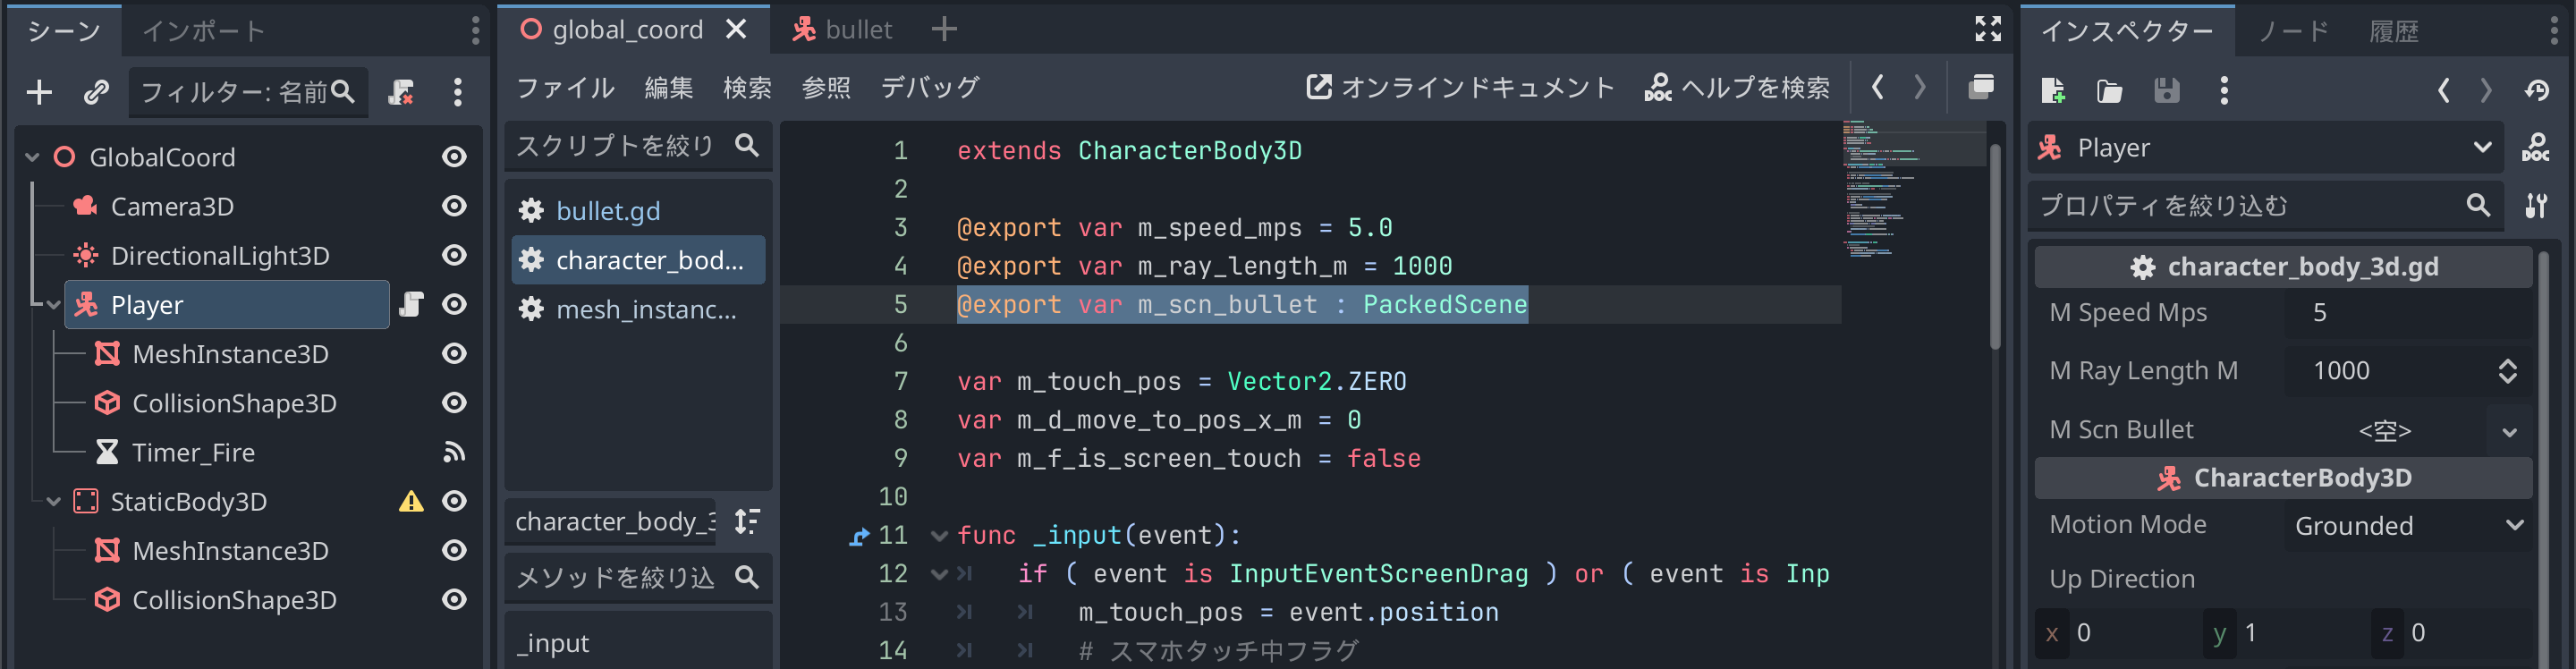 シーン
インポート
フィルター: 名前
GlobalCoord
Camera3D
DirectionalLight3D
Player
MeshInstance3D
CollisionShape3D
Timer_Fire
StaticBody3D
MeshInstance3D
CollisionShape3D
global_coord
bullet
ファイル 編集 検索 参照 デバッグ
オンラインドキュメント
DOC ヘルプを検索
スクリプトを絞り
bullet.gd
character_bod...
mesh_instanc...
character_body_3
メソッドを絞り込
_input
1 extends CharacterBody3D
2
3 @export var m_speed_mps = 5.0
4 @export var m_ray_length_m = 1000
5 @export var m_scn_bullet : PackedScene
6
7 var m_touch_pos = Vector2.ZERO
8 var m_d_move_to_pos_x_m = 0
9 var m_f_is_screen_touch = false
10
11 func _input(event):
12 if ( event is InputEventScreenDrag ) or ( event is Inp
13 m_touch_pos = event.position
14 # スマホタッチ中フラグ
インスペクター
ノード
履歴
Player
DOC
プロパティを絞り込む
character_body_3d.gd
M Speed Mps 5
M Ray Length M 1000
M Scn Bullet <空>
CharacterBody3D
Motion Mode Grounded
Up Direction
x 0 y 1 z 0